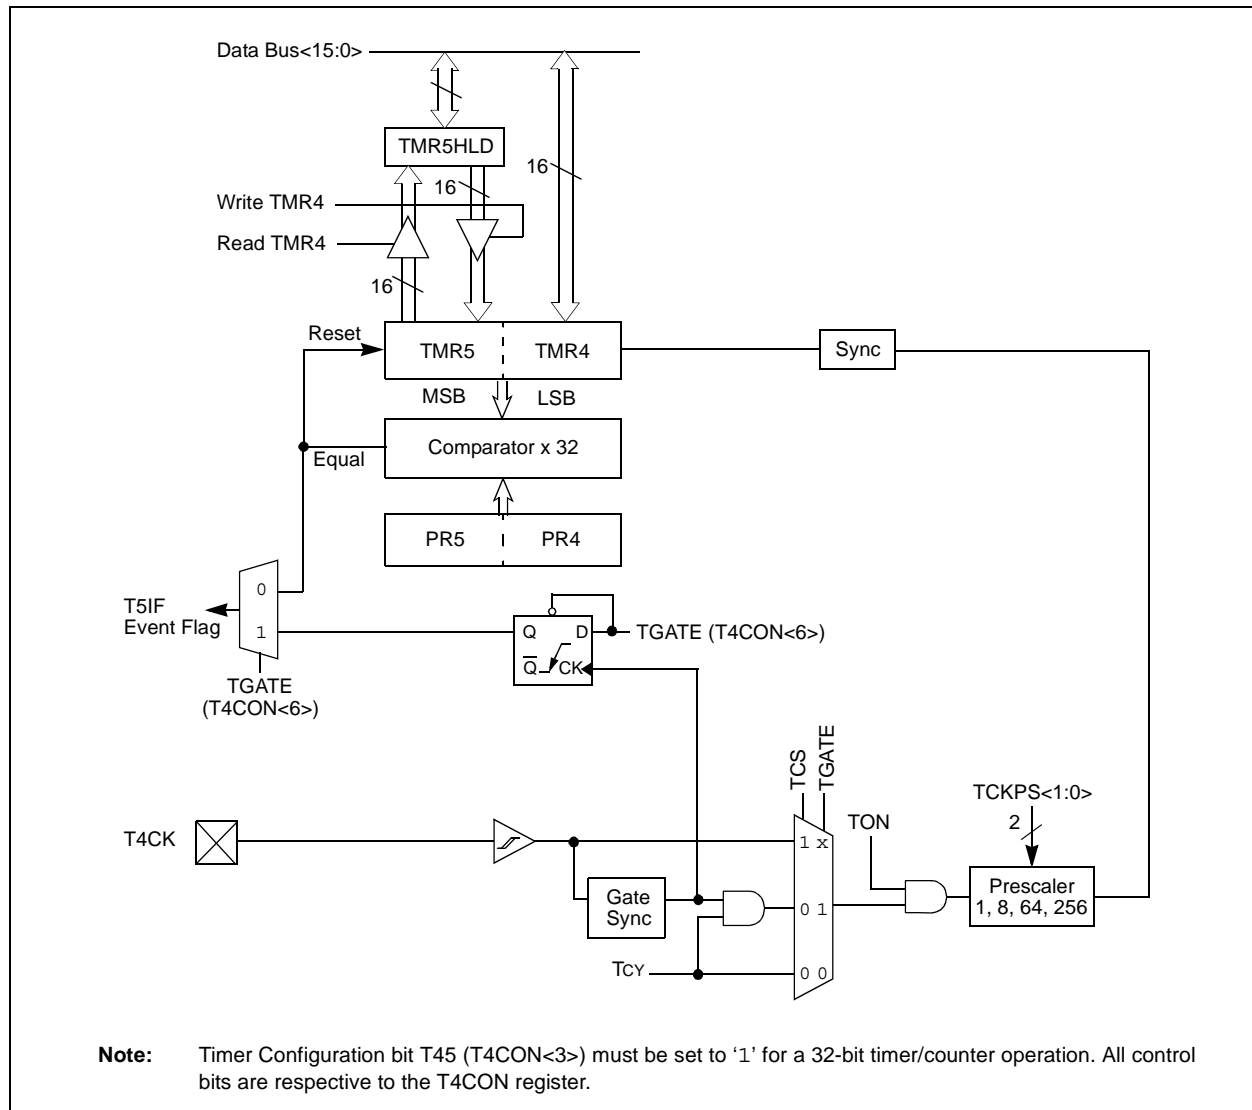 Data Bus<15:0>
TMR5HLD
16
16
Write TMR4
Read TMR4
16
Reset
TMR5
TMR4
Sync
MSB
LSB
Comparator x 32
Equal
PR5
PR4
0
T5IF
Event Flag
1
Q
D
TGATE (T4CON<6>)
Q
CK
TGATE
(T4CON<6>)
TCS
TGATE
TCKPS<1:0>
2
TON
T4CK
1 x
Gate
Sync
0 1
Prescaler
1, 8, 64, 256
TCY
0 0
Note: Timer Configuration bit T45 (T4CON<3>) must be set to ‘1’ for a 32-bit timer/counter operation. All control
bits are respective to the T4CON register.